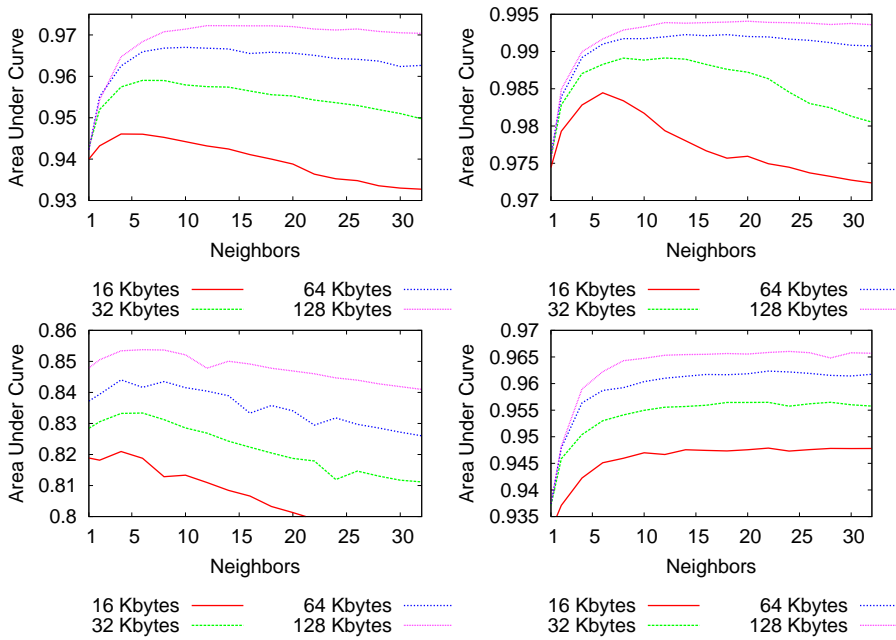 0.97
0.96
0.95
0.94
0.93
Area Under Curve
1 5 10 15 20 25 30
Neighbors
16 Kbytes 64 Kbytes
32 Kbytes 128 Kbytes
0.995
0.99
0.985
0.98
0.975
0.97
Area Under Curve
1 5 10 15 20 25 30
Neighbors
16 Kbytes 64 Kbytes
32 Kbytes 128 Kbytes
0.86
0.85
0.84
0.83
0.82
0.81
0.8
Area Under Curve
1 5 10 15 20 25 30
Neighbors
16 Kbytes 64 Kbytes
32 Kbytes 128 Kbytes
0.97
0.965
0.96
0.955
0.95
0.945
0.94
0.935
Area Under Curve
1 5 10 15 20 25 30
Neighbors
16 Kbytes 64 Kbytes
32 Kbytes 128 Kbytes